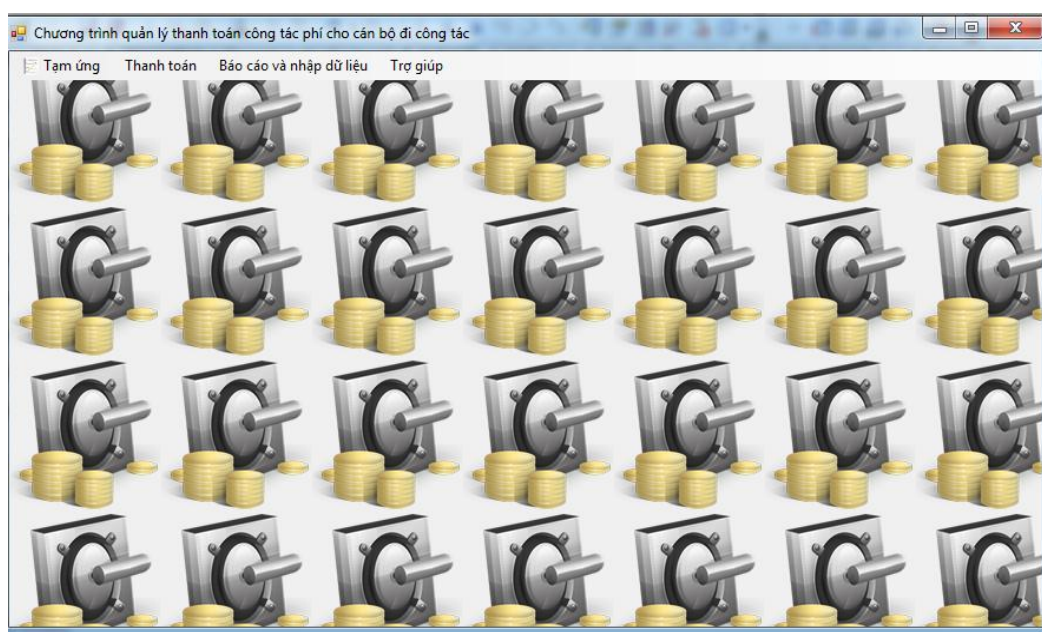 Chương trình quản lý thanh toán công tác phí cho cán bộ đi công tác
Tạm ứng Thanh toán Báo cáo và nhập dữ liệu Trợ giúp